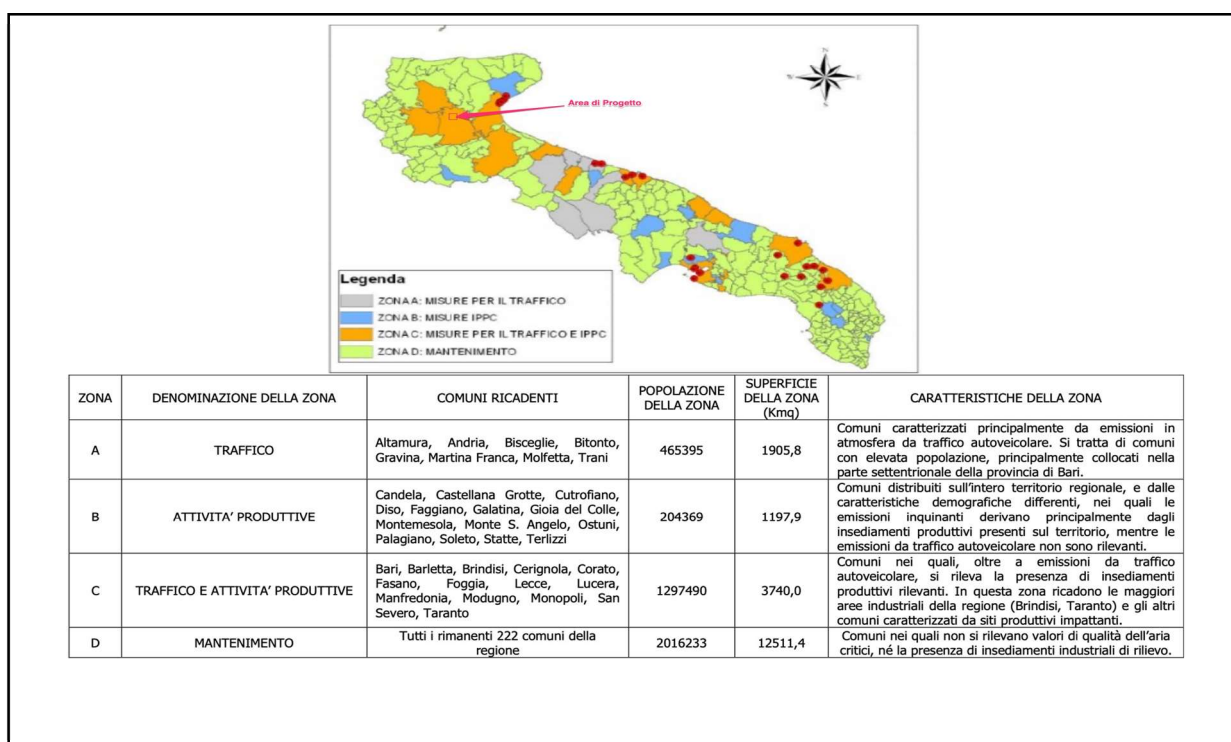 N
W
E
S
Area di Progetto
Legenda
ZONA A: MISURE PER IL TRAFFICO
ZONA B: MISURE IPPC
ZONA C: MISURE PER IL TRAFFICO E IPPC
ZONA D: MANTENIMENTO
ZONA DENOMINAZIONE DELLA ZONA COMUNI RICADENTI POPOLAZIONE DELLA ZONA SUPERFICIE DELLA ZONA (Kmq) CARATTERISTICHE DELLA ZONA
A
TRAFFICO
Altamura, Andria, Bisceglie, Bitonto,
Gravina, Martina Franca, Molfetta, Trani
465395
1905,8
Comuni caratterizzati principalmente da emissioni in
atmosfera da traffico autoveicolare. Si tratta di comuni
con elevata popolazione, principalmente collocati nella
parte settentrionale della provincia di Bari.
B
ATTIVITA’ PRODUTTIVE
Candela, Castellana Grotte, Cutrofiano,
Diso, Faggiano, Galatina, Gioia del Colle,
Montemesola, Monte S. Angelo, Ostuni,
Palagiano, Soleto, Statte, Terlizzi
204369
1197,9
Comuni distribuiti sull’intero territorio regionale, e dalle
caratteristiche demografiche differenti, nei quali le
emissioni inquinanti derivano principalmente dagli
insediamenti produttivi presenti sul territorio, mentre le
emissioni da traffico autoveicolare non sono rilevanti.
C
TRAFFICO E ATTIVITA’ PRODUTTIVE
Bari, Barletta, Brindisi, Cerignola, Corato,
Fasano, Foggia, Lecce, Lucera,
Manfredonia, Modugno, Monopoli, San
Severo, Taranto
1297490
3740,0
Comuni nei quali, oltre a emissioni da traffico
autoveicolare, si rileva la presenza di insediamenti
produttivi rilevanti. In questa zona ricadono le maggiori
aree industriali della regione (Brindisi, Taranto) e gli altri
comuni caratterizzati da siti produttivi impattanti.
D
MANTENIMENTO
Tutti i rimanenti 222 comuni della
regione
2016233
12511,4
Comuni nei quali non si rilevano valori di qualità dell’aria
critici, né la presenza di insediamenti industriali di rilievo.